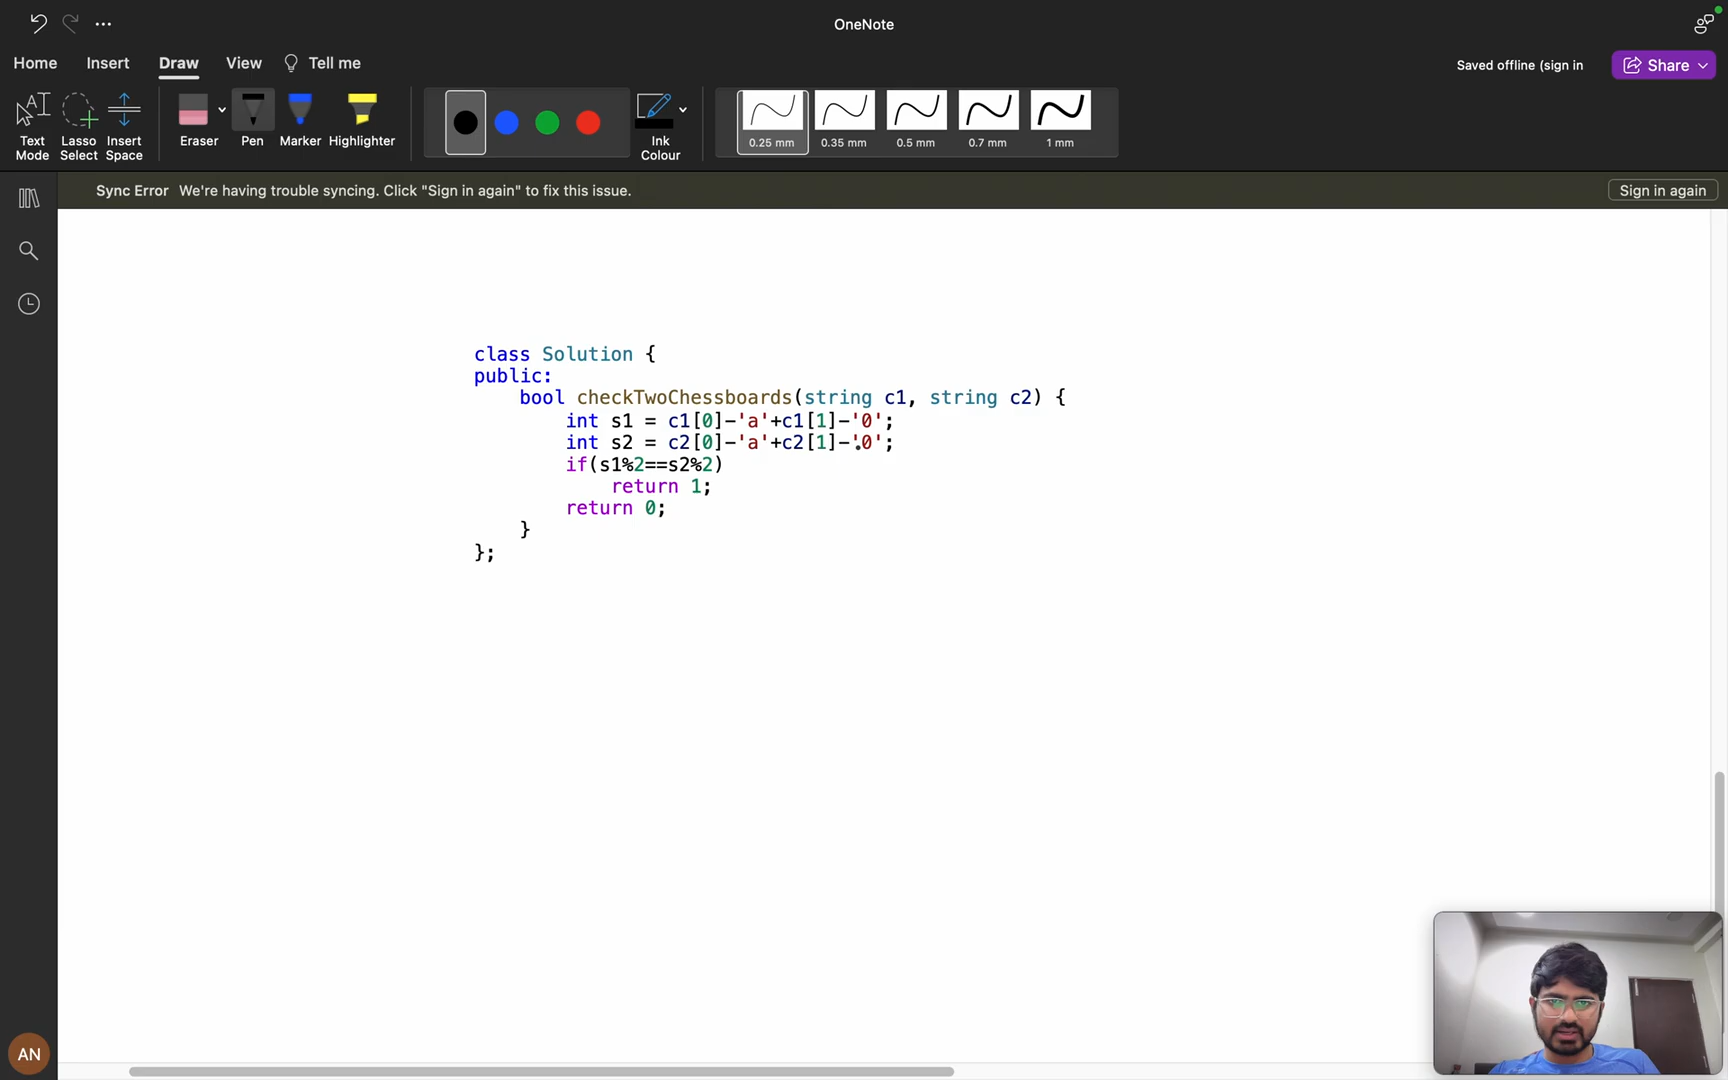 OneNote
Home Insert Draw View Tell me
Saved offline (sign in
Share
Text Mode
Lasso Select
Insert Space
Eraser
Pen
Marker
Highlighter
Ink Colour
0.25 mm
0.35 mm
0.5 mm
0.7 mm
1 mm
Sync Error We're having trouble syncing. Click "Sign in again" to fix this issue.
Sign in again
class Solution {
public:
    bool checkTwoChessboards(string c1, string c2) {
        int s1 = c1[0]-'a'+c1[1]-'0';
        int s2 = c2[0]-'a'+c2[1]-'0';
        if(s1%2==s2%2)
            return 1;
        return 0;
    }
};
AN